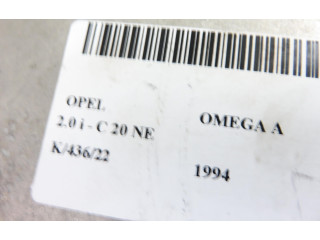 OPEL
2.0 i - C 20 NE
OMEGA A
K/436/22
1994